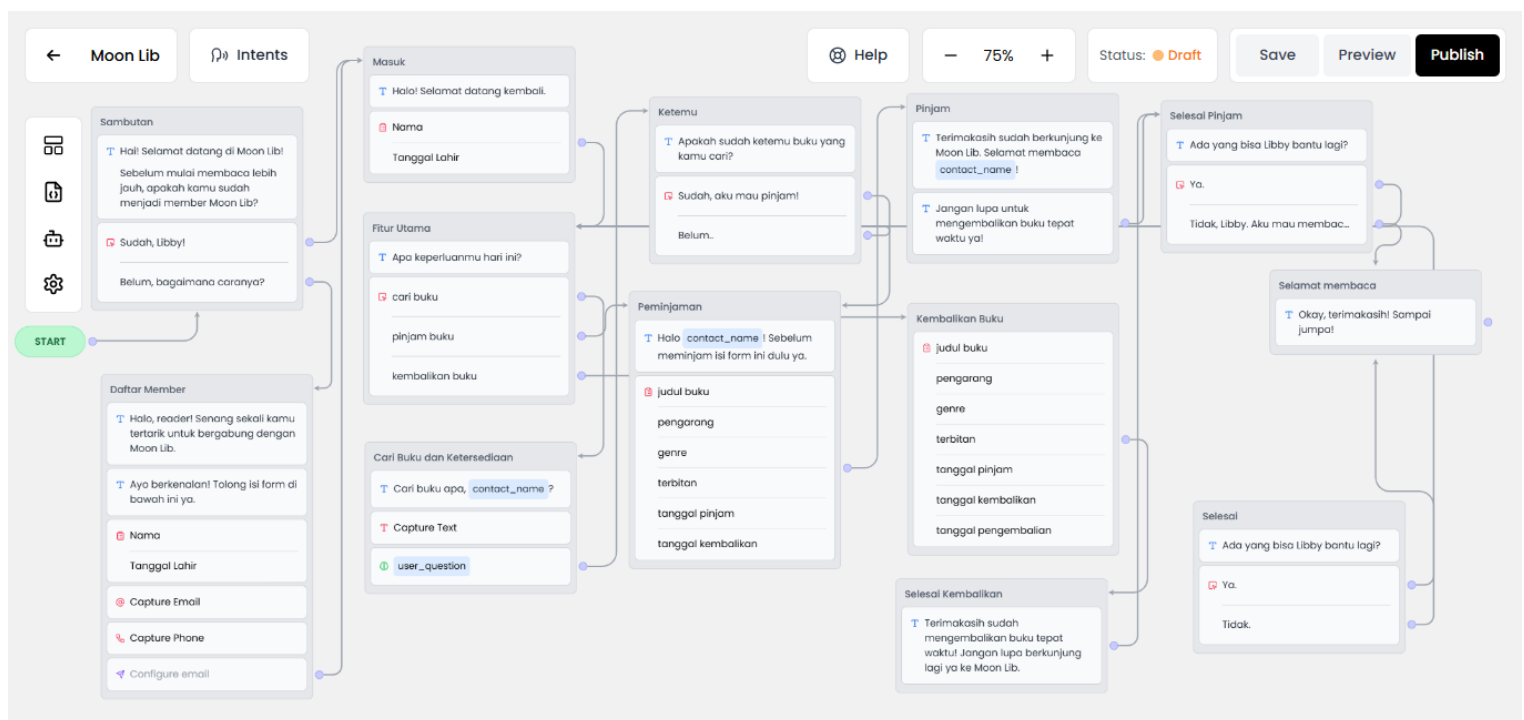 Moon Lib
Intents
Help
75%
Status: Draft
Save
Preview
Publish
START
Sambutan
Hai! Selamat datang di Moon Lib!
Sebelum mulai membaca lebih
jauh, apakah kamu sudah
menjadi member Moon Lib?
Sudah, Libby!
Belum, bagaimana caranya?
Daftar Member
Halo, reader! Senang sekali kamu
tertarik untuk bergabung dengan
Moon Lib.
Ayo berkenalan! Tolong isi form di
bawah ini ya.
Nama
Tanggal Lahir
Capture Email
Capture Phone
Configure email
Masuk
Halo! Selamat datang kembali.
Nama
Tanggal Lahir
Fitur Utama
Apa keperluanmu hari ini?
cari buku
pinjam buku
kembalikan buku
Cari Buku dan Ketersediaan
Cari buku apa, contact_name ?
Capture Text
user_question
Ketemu
Apakah sudah ketemu buku yang
kamu cari?
Sudah, aku mau pinjam!
Belum..
Peminjaman
Halo contact_name ! Sebelum
meminjam isi form ini dulu ya.
judul buku
pengarang
genre
terbitan
tanggal pinjam
tanggal kembalikan
Pinjam
Terimakasih sudah berkunjung ke
Moon Lib. Selamat membaca
contact_name !
Jangan lupa untuk
mengembalikan buku tepat
waktu ya!
Kembalikan Buku
judul buku
pengarang
genre
terbitan
tanggal pinjam
tanggal kembalikan
tanggal pengembalian
Selesai Kembalikan
Terimakasih sudah
mengembalikan buku tepat
waktu! Jangan lupa berkunjung
lagi ya ke Moon Lib.
Selesai Pinjam
Ada yang bisa Libby bantu lagi?
Ya.
Tidak, Libby. Aku mau membac...
Selamat membaca
Okay, terimakasih! Sampai
jumpa!
Selesai
Ada yang bisa Libby bantu lagi?
Ya.
Tidak.